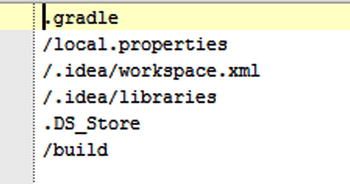 .gradle
/local.properties
/.idea/workspace.xml
/.idea/libraries
.DS_Store
/build